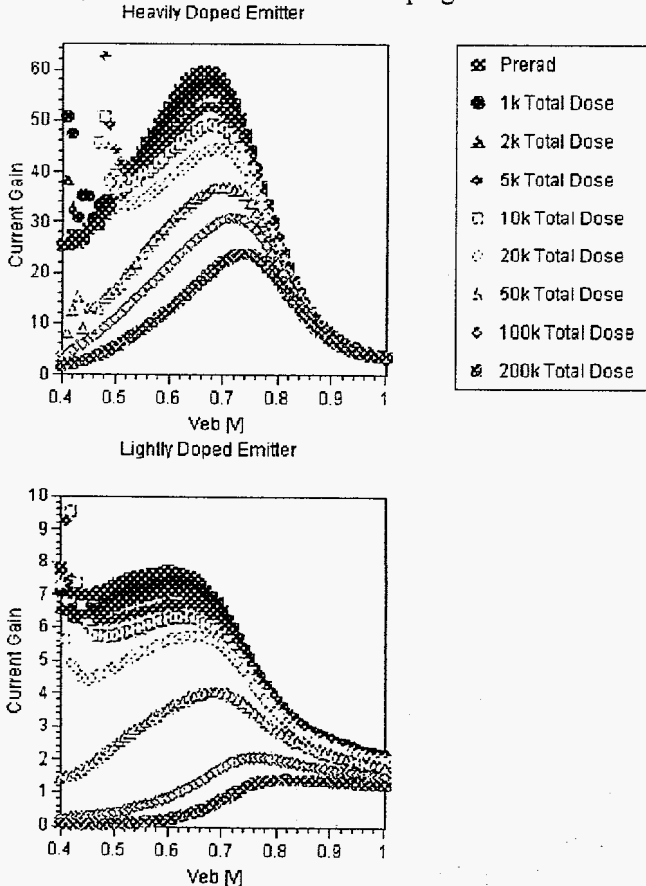 Heavily Doped Emitter
60
50
40
30
20
10
0
Current Gain
0.4 0.5 0.6 0.7 0.8 0.9 1
Veb [V]
Prerad
1k Total Dose
2k Total Dose
5k Total Dose
10k Total Dose
20k Total Dose
50k Total Dose
100k Total Dose
200k Total Dose
Lightly Doped Emitter
10
9
8
7
6
5
4
3
2
1
0
Current Gain
0.4 0.5 0.6 0.7 0.8 0.9 1
Veb [V]